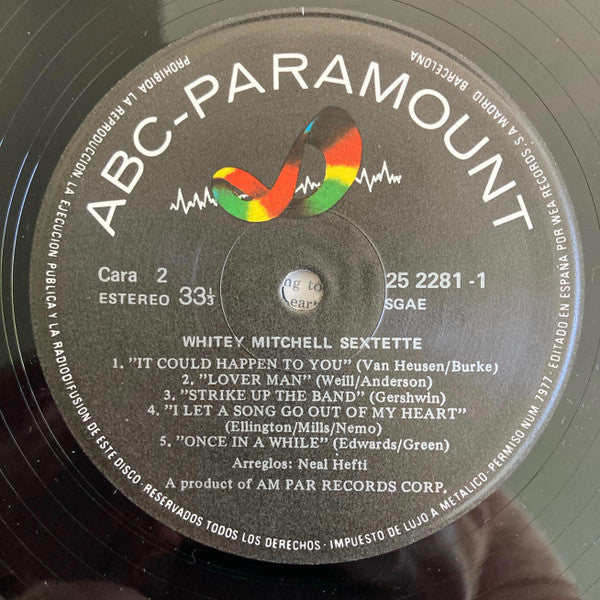 ABC-PARAMOUNT
Cara 2
ESTEREO 33⅓
25 2281-1
SGAE
ng to
heart
WHITEY MITCHELL SEXTETTE
1. "IT COULD HAPPEN TO YOU" (Van Heusen/Burke)
2. "LOVER MAN" (Weill/Anderson)
3. "STRIKE UP THE BAND" (Gershwin)
4. "I LET A SONG GO OUT OF MY HEART"
(Ellington/Mills/Nemo)
5. "ONCE IN A WHILE" (Edwards/Green)
Arreglos: Neal Hefti
A product of AM PAR RECORDS CORP.
PROHIBIDA LA REPRODUCCION, LA EJECUCION PUBLICA Y LA RADIODIFUSION DE ESTE DISCO - RESERVADOS TODOS LOS DERECHOS - IMPUESTO DE LUJO A METALICO - PERMISO NUM 7977 - EDITADO EN ESPAÑA POR WEA RECORDS, S.A. MADRID BARCELONA